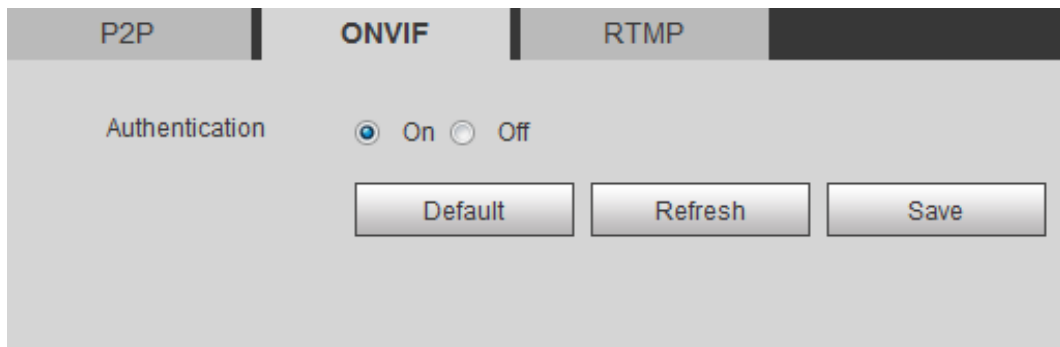 P2P ONVIF RTMP
Authentication On Off
Default Refresh Save